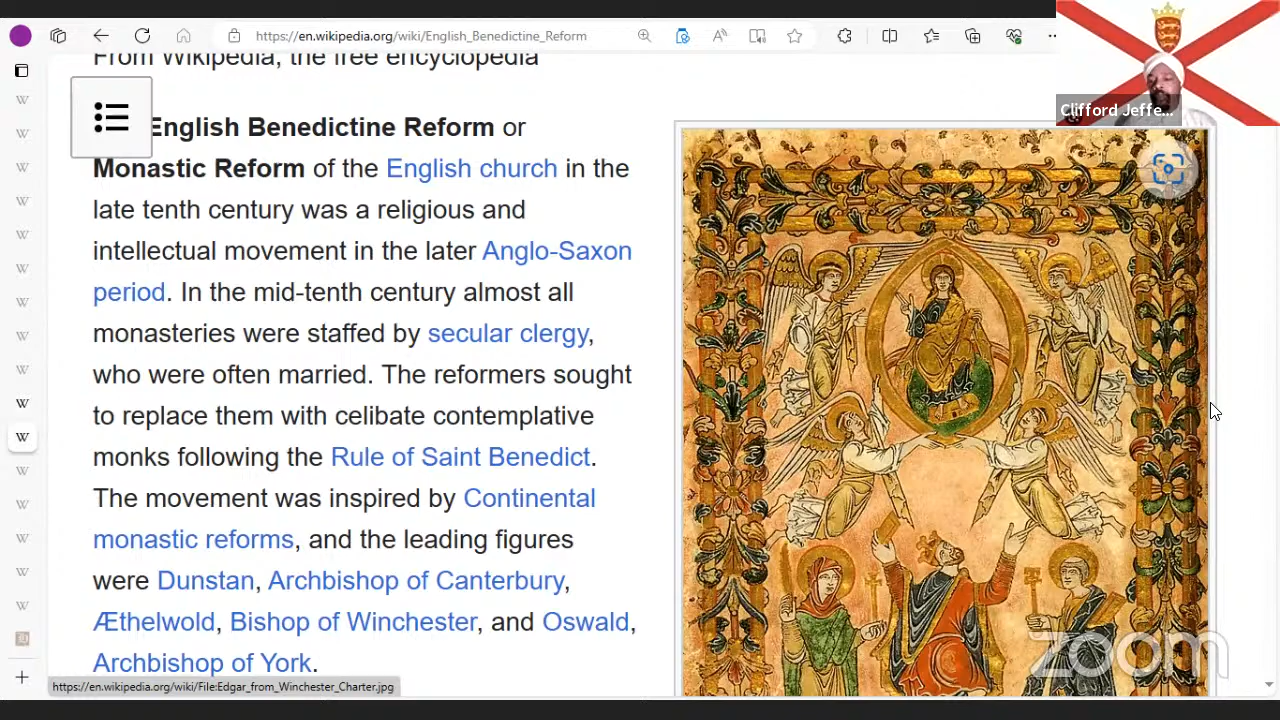 https://en.wikipedia.org/wiki/English_Benedictine_Reform
Clifford Jeffe...
From Wikipedia, the free encyclopedia
English Benedictine Reform or
Monastic Reform of the English church in the
late tenth century was a religious and
intellectual movement in the later Anglo-Saxon
period. In the mid-tenth century almost all
monasteries were staffed by secular clergy,
who were often married. The reformers sought
to replace them with celibate contemplative
monks following the Rule of Saint Benedict.
The movement was inspired by Continental
monastic reforms, and the leading figures
were Dunstan, Archbishop of Canterbury,
Æthelwold, Bishop of Winchester, and Oswald,
Archbishop of York.
zoom
https://en.wikipedia.org/wiki/File:Edgar_from_Winchester_Charter.jpg